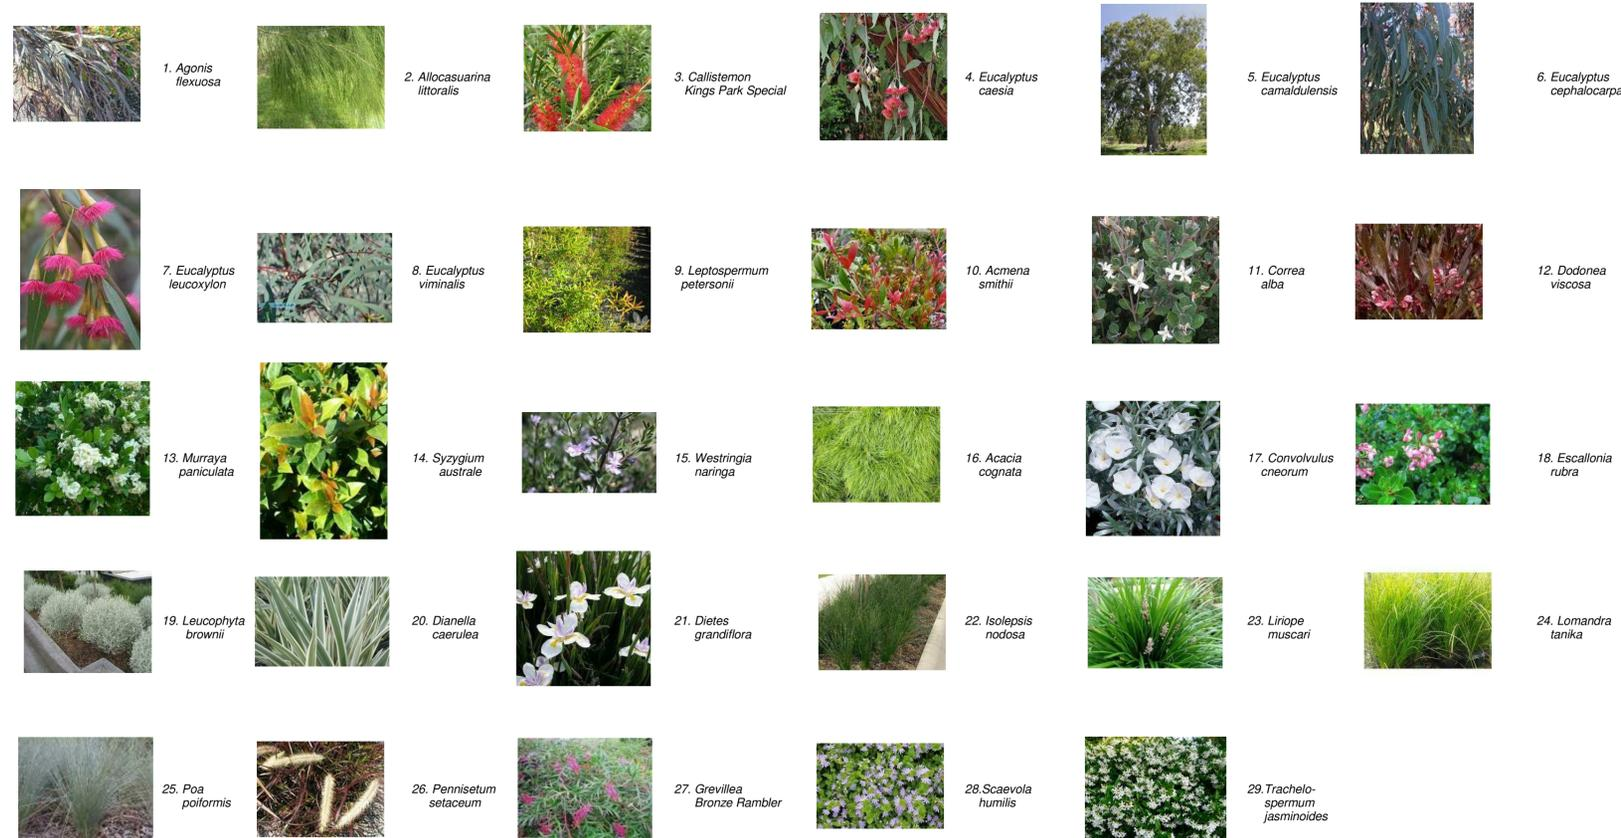 1. Agonis
flexuosa
2. Allocasuarina
littoralis
3. Callistemon
Kings Park Special
4. Eucalyptus
caesia
5. Eucalyptus
camaldulensis
6. Eucalyptus
cephalocarpa
7. Eucalyptus
leucoxylon
8. Eucalyptus
viminalis
9. Leptospermum
petersonii
10. Acmena
smithii
11. Correa
alba
12. Dodonea
viscosa
13. Murraya
paniculata
14. Syzygium
australe
15. Westringia
naringa
16. Acacia
cognata
17. Convolvulus
cneorum
18. Escallonia
rubra
19. Leucophyta
brownii
20. Dianella
caerulea
21. Dietes
grandiflora
22. Isolepsis
nodosa
23. Liriope
muscari
24. Lomandra
tanika
25. Poa
poiformis
26. Pennisetum
setaceum
27. Grevillea
Bronze Rambler
28.Scaevola
humilis
29.Trachelo-
spermum
jasminoides